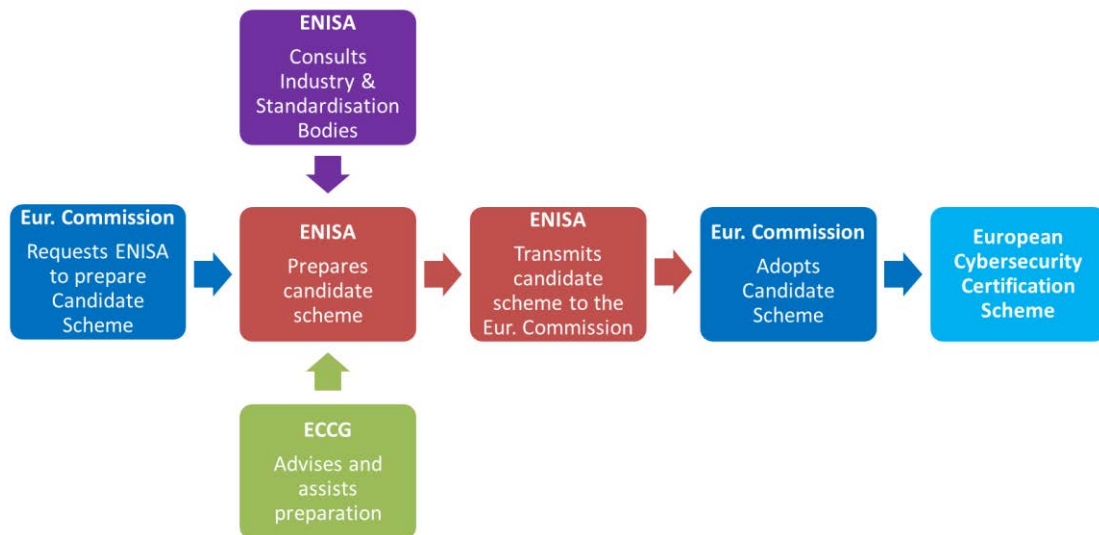 ENISA
Consults
Industry &
Standardisation
Bodies
Eur. Commission
Requests ENISA
to prepare
Candidate
Scheme
ENISA
Prepares
candidate
scheme
ENISA
Transmits
candidate
scheme to the
Eur. Commission
Eur. Commission
Adopts
Candidate
Scheme
European
Cybersecurity
Certification
Scheme
ECCG
Advises and
assists
preparation